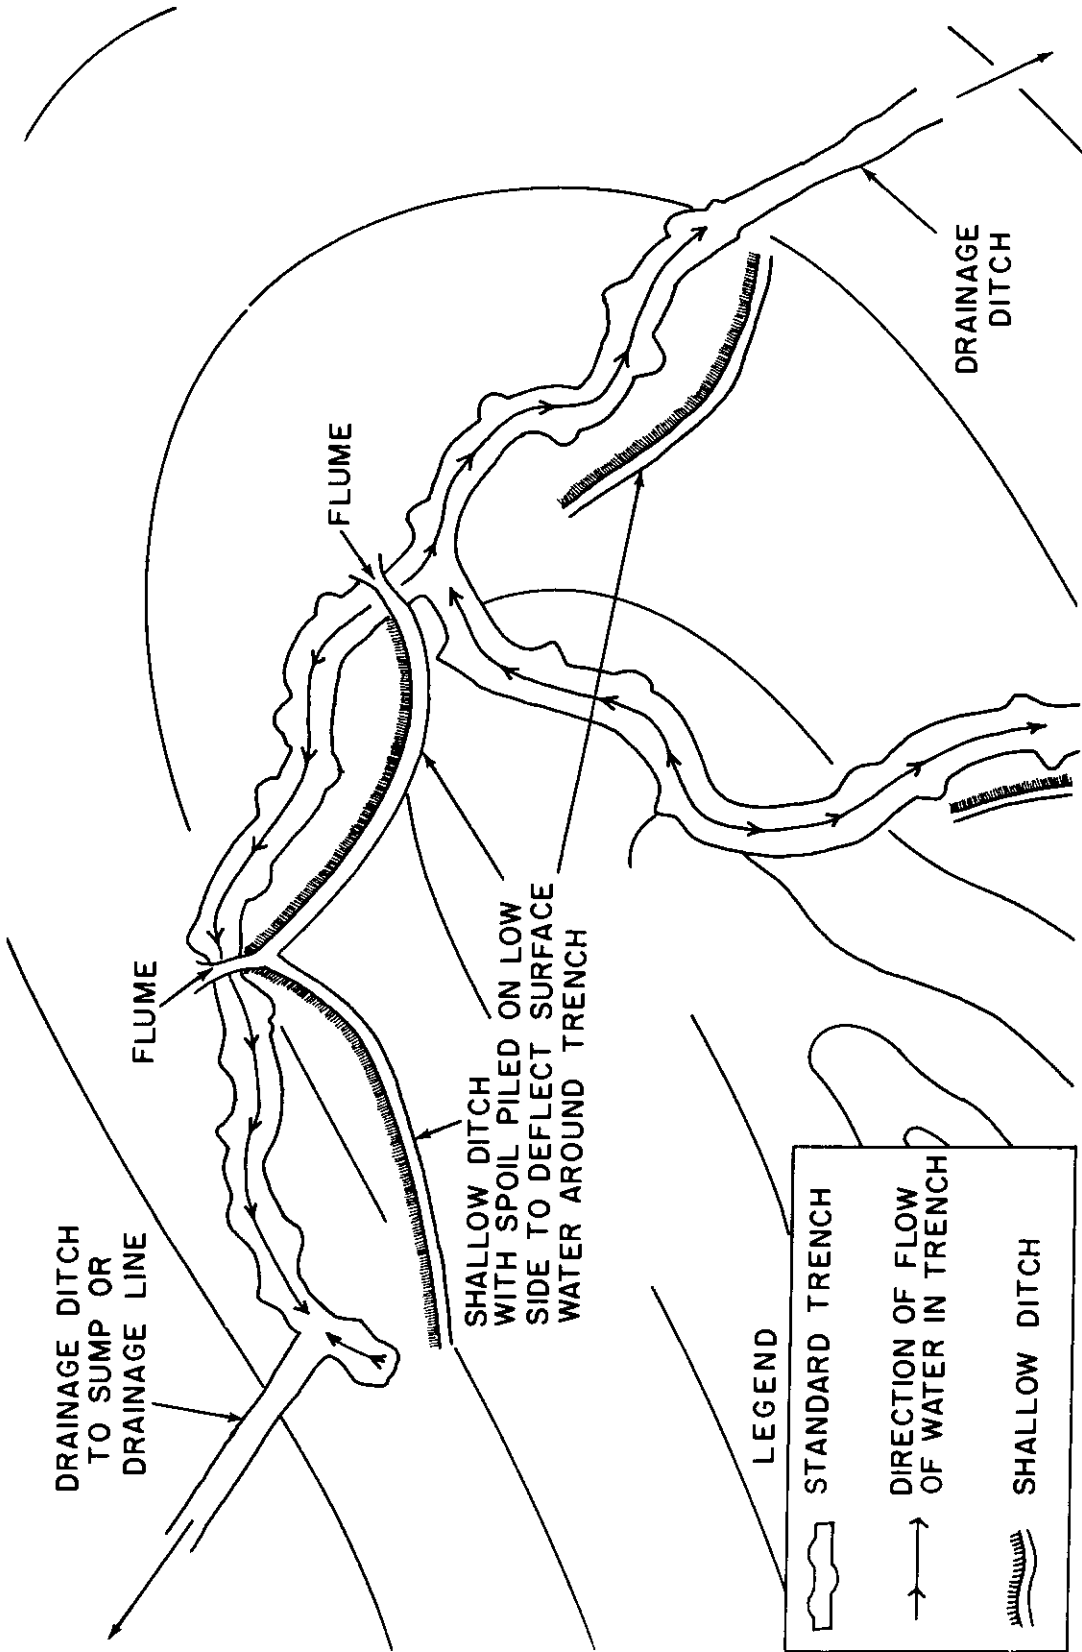 DRAINAGE DITCH
TO SUMP OR
DRAINAGE LINE
FLUME
FLUME
SHALLOW DITCH
WITH SPOIL PILED ON LOW
SIDE TO DEFLECT SURFACE
WATER AROUND TRENCH
DRAINAGE
DITCH
LEGEND
STANDARD TRENCH
DIRECTION OF FLOW
OF WATER IN TRENCH
SHALLOW DITCH